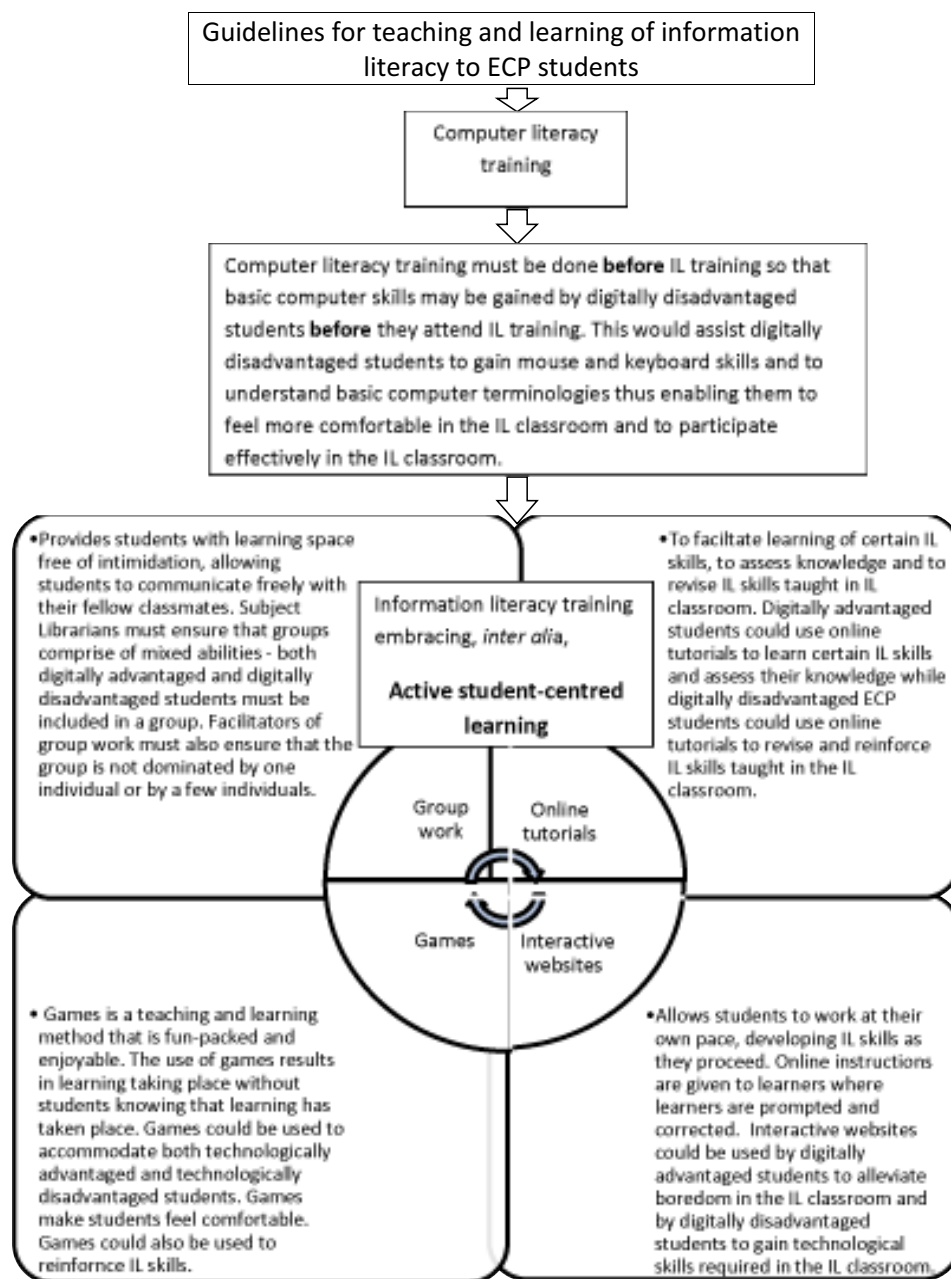 Guidelines for teaching and learning of information
literacy to ECP students
Computer literacy
training
Computer literacy training must be done before IL training so that
basic computer skills may be gained by digitally disadvantaged
students before they attend IL training. This would assist digitally
disadvantaged students to gain mouse and keyboard skills and to
understand basic computer terminologies thus enabling them to
feel more comfortable in the IL classroom and to participate
effectively in the IL classroom.
•Provides students with learning space
free of intimidation, allowing
students to communicate freely with
their fellow classmates. Subject
Librarians must ensure that groups
comprise of mixed abilities - both
digitally advantaged and digitally
disadvantaged students must be
included in a group. Facilitators of
group work must also ensure that the
group is not dominated by one
individual or by a few individuals.
Information literacy training
embracing, inter alia,
Active student-centred
learning
•To faciltate learning of certain IL
skills, to assess knowledge and to
revise IL skills taught in IL
classroom. Digitally advantaged
students could use online
tutorials to learn certain IL skills
and assess their knowledge while
digitally disadvantaged ECP
students could use online
tutorials to revise and reinforce
IL skills taught in the IL
classroom.
Group
work
Online
tutorials
Games
Interactive
websites
• Games is a teaching and learning
method that is fun-packed and
enjoyable. The use of games results
in learning taking place without
students knowing that learning has
taken place. Games could be used to
accommodate both technologically
advantaged and technologically
disadvantaged students. Games
make students feel comfortable.
Games could also be used to
reinfornce IL skills.
•Allows students to work at their
own pace, developing IL skills as
they proceed. Online instructions
are given to learners where
learners are prompted and
corrected. Interactive websites
could be used by digitally
advantaged students to alleviate
boredom in the IL classroom and
by digitally disadvantaged
students to gain technological
skills required in the IL classroom.